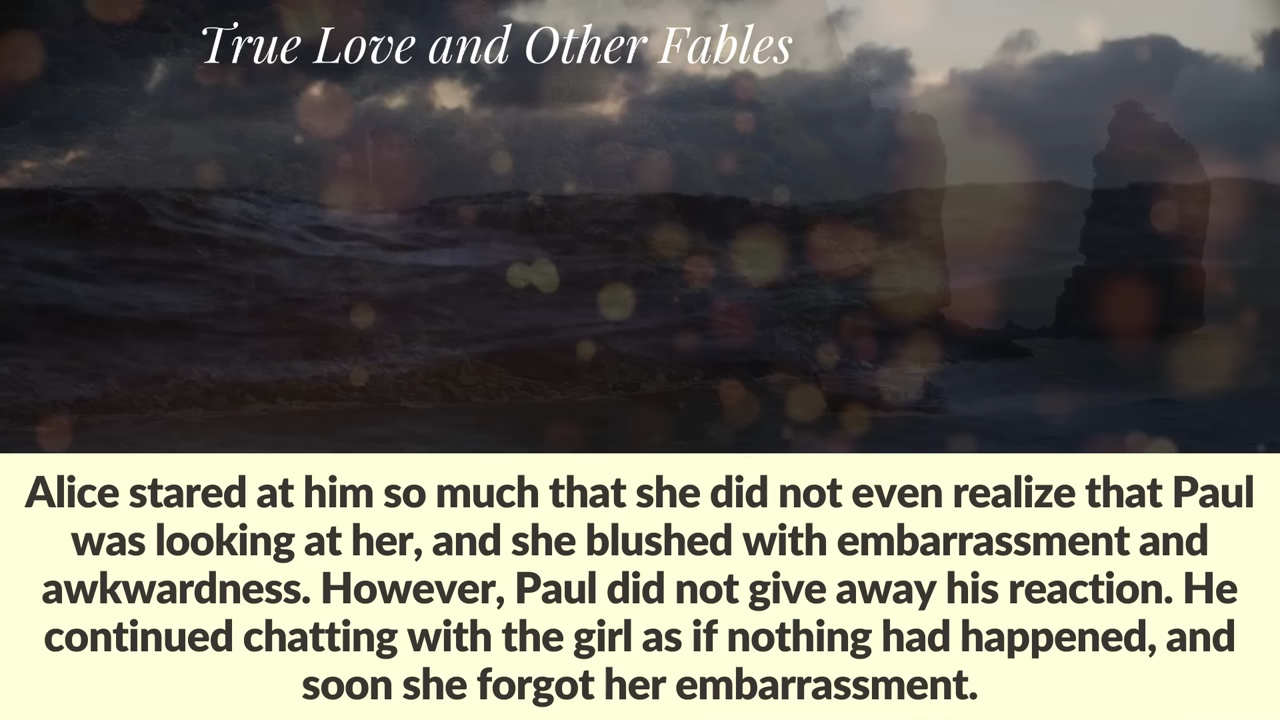 True Love and Other Fables
Alice stared at him so much that she did not even realize that Paul
was looking at her, and she blushed with embarrassment and
awkwardness. However, Paul did not give away his reaction. He
continued chatting with the girl as if nothing had happened, and
soon she forgot her embarrassment.